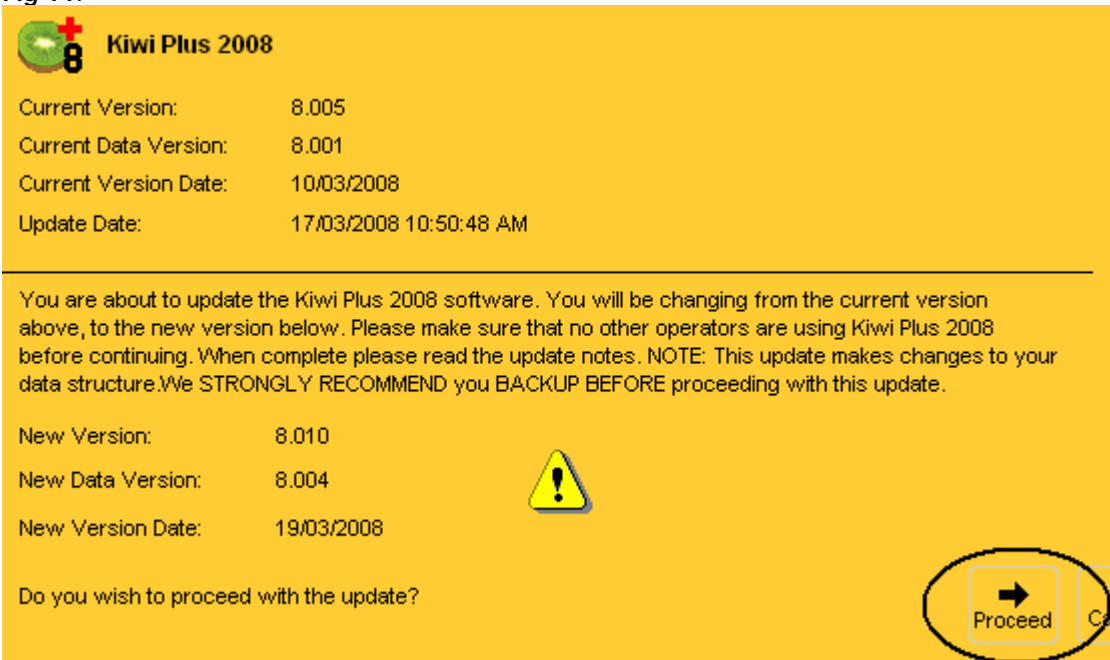 8 Kiwi Plus 2008
Current Version: 8.005
Current Data Version: 8.001
Current Version Date: 10/03/2008
Update Date: 17/03/2008 10:50:48 AM
You are about to update the Kiwi Plus 2008 software. You will be changing from the current version
above, to the new version below. Please make sure that no other operators are using Kiwi Plus 2008
before continuing. When complete please read the update notes. NOTE: This update makes changes to your
data structure.We STRONGLY RECOMMEND you BACKUP BEFORE proceeding with this update.
New Version: 8.010
New Data Version: 8.004
New Version Date: 19/03/2008
Do you wish to proceed with the update?
Proceed